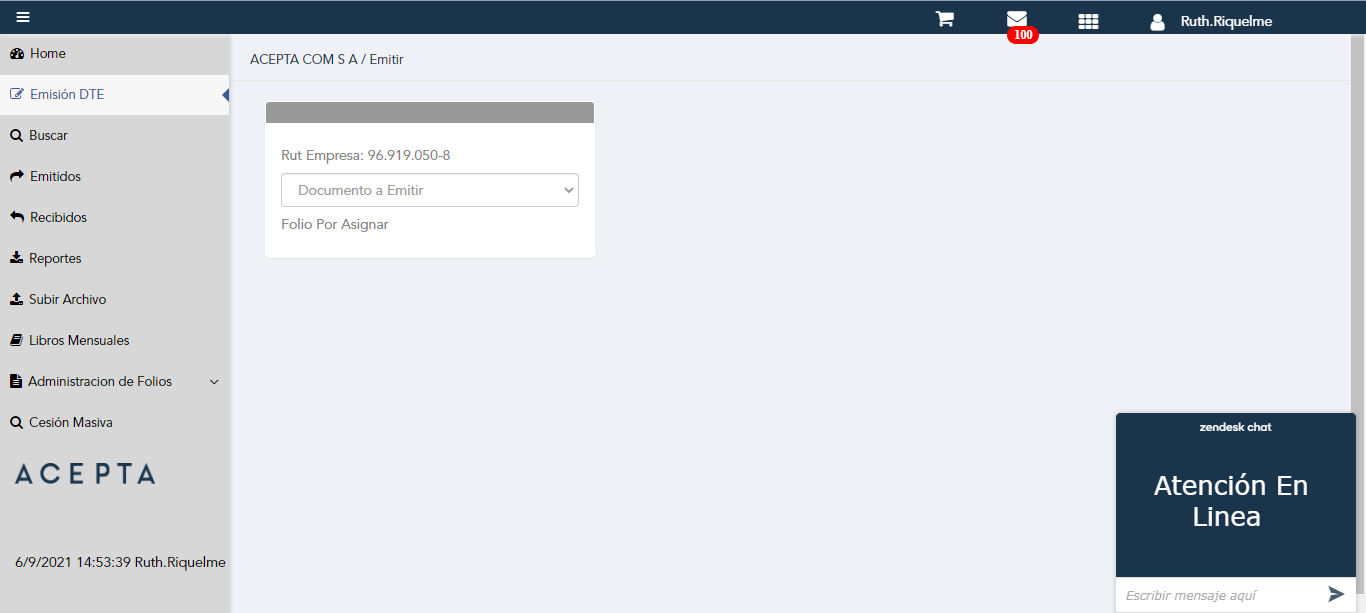 Ruth.Riquelme
100
Home
ACEPTA COM S A / Emitir
Emisión DTE
Buscar
Rut Empresa: 96.919.050-8
Emitidos
Documento a Emitir
Recibidos
Folio Por Asignar
Reportes
Subir Archivo
Libros Mensuales
Administracion de Folios
Cesión Masiva
zendesk chat
ACEPTA
Atención En
Linea
6/9/2021 14:53:39 Ruth.Riquelme
Escribir mensaje aquí